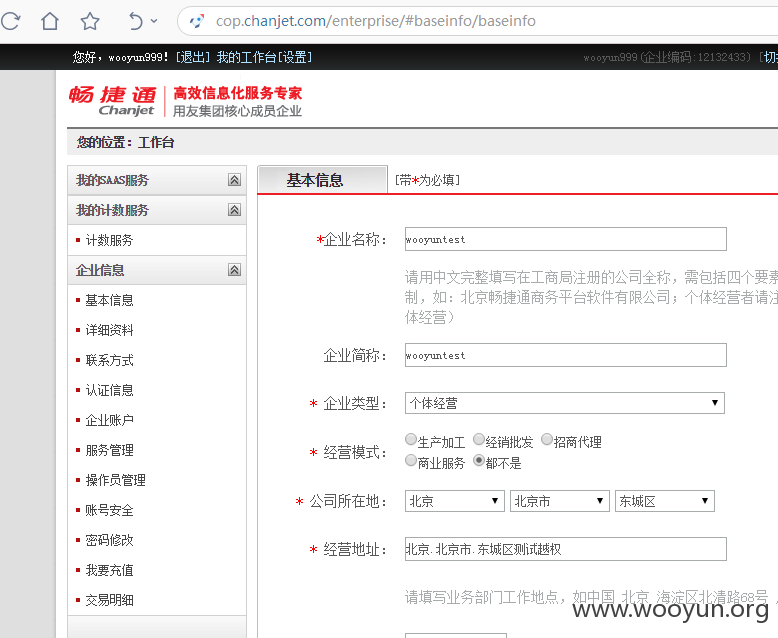 cop.chanjet.com/enterprise/#baseinfo/baseinfo
您好，wooyun999! [退出] 我的工作台[设置]
wooyun999(企业编码:12132433) [切
畅捷通 Chanjet
高效信息化服务专家
用友集团核心成员企业
您的位置：工作台
我的SAAS服务
我的计数服务
计数服务
企业信息
基本信息
详细资料
联系方式
认证信息
企业账户
服务管理
操作员管理
账号安全
密码修改
我要充值
交易明细
基本信息 [带*为必填]
*企业名称： wooyuntest
请用中文完整填写在工商局注册的公司全称，需包括四个要素
制，如：北京畅捷通商务平台软件有限公司；个体经营者请注
体经营）
企业简称： wooyuntest
* 企业类型： 个体经营
* 经营模式： 生产加工 经销批发 招商代理
商业服务 都不是
* 公司所在地： 北京 北京市 东城区
* 经营地址： 北京.北京市.东城区测试越权
请填写业务部门工作地点，如中国 北京 海淀区北清路68号
www.wooyun.org